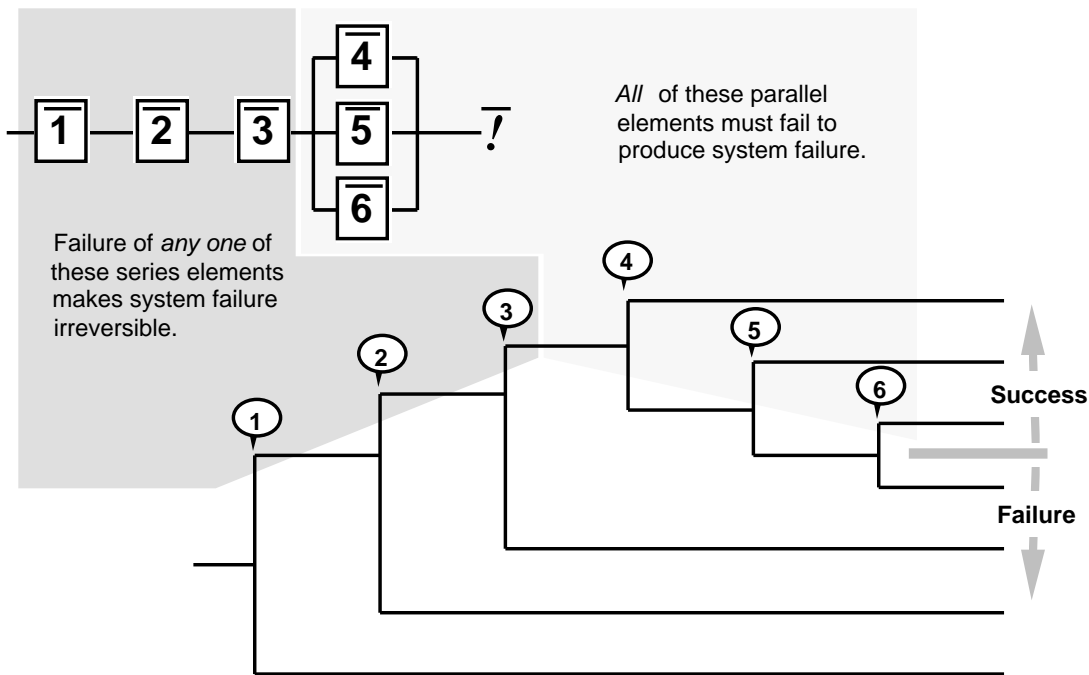 4̅
1̅ 2̅ 3̅ 5̅ !̅
6̅
All of these parallel
elements must fail to
produce system failure.
Failure of any one of
these series elements
makes system failure
irreversible.
4
3
5
2
6
1
Success
Failure